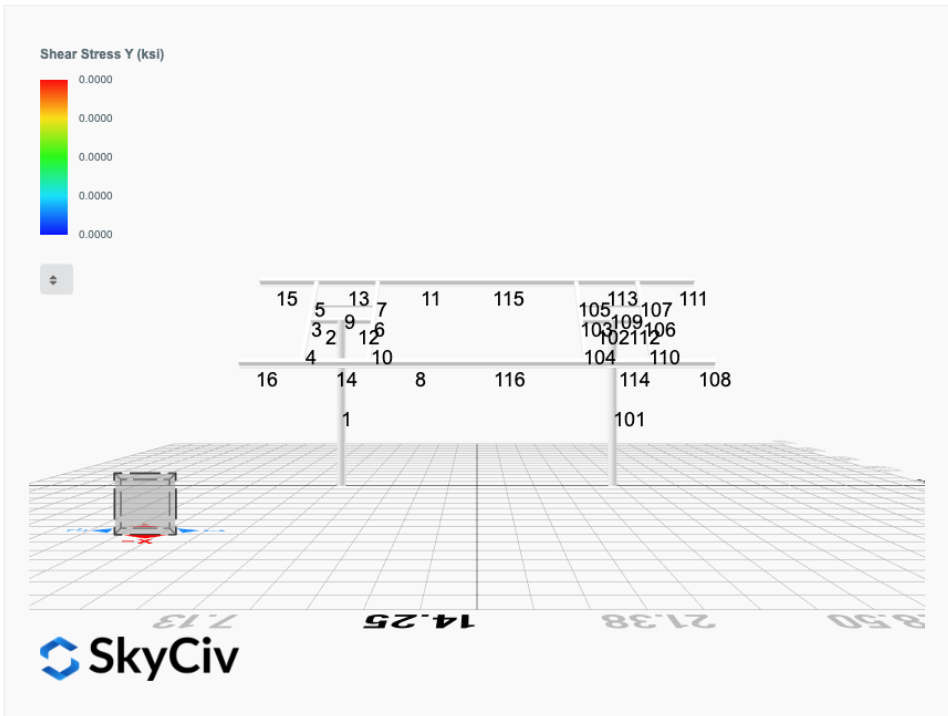 Shear Stress Y (ksi)
0.0000
0.0000
0.0000
0.0000
0.0000
15 13 11 115 113 111
5 7 105 107
9 109
3 6 103 106
2 12 102 112
4 10 104 110
16 14 8 116 114 108
1 101
7.13 14.25 21.38
SkyCiv